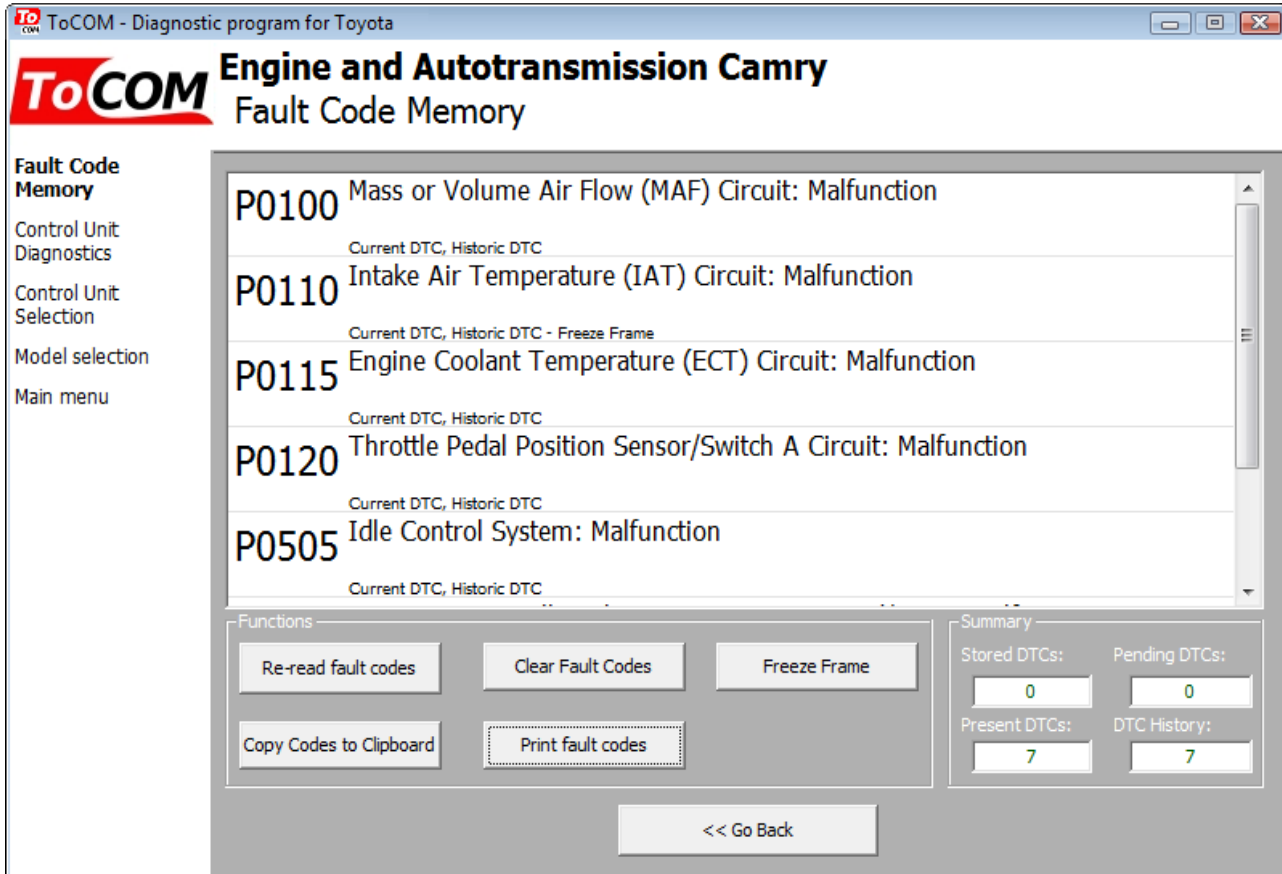 To COM ToCOM - Diagnostic program for Toyota
ToCOM
Engine and Autotransmission Camry
Fault Code Memory
Fault Code
Memory
Control Unit
Diagnostics
Control Unit
Selection
Model selection
Main menu
P0100 Mass or Volume Air Flow (MAF) Circuit: Malfunction
Current DTC, Historic DTC
P0110 Intake Air Temperature (IAT) Circuit: Malfunction
Current DTC, Historic DTC - Freeze Frame
P0115 Engine Coolant Temperature (ECT) Circuit: Malfunction
Current DTC, Historic DTC
P0120 Throttle Pedal Position Sensor/Switch A Circuit: Malfunction
Current DTC, Historic DTC
P0505 Idle Control System: Malfunction
Current DTC, Historic DTC
Functions
Re-read fault codes
Clear Fault Codes
Freeze Frame
Copy Codes to Clipboard
Print fault codes
Summary
Stored DTCs: Pending DTCs:
0 0
Present DTCs: DTC History:
7 7
<< Go Back